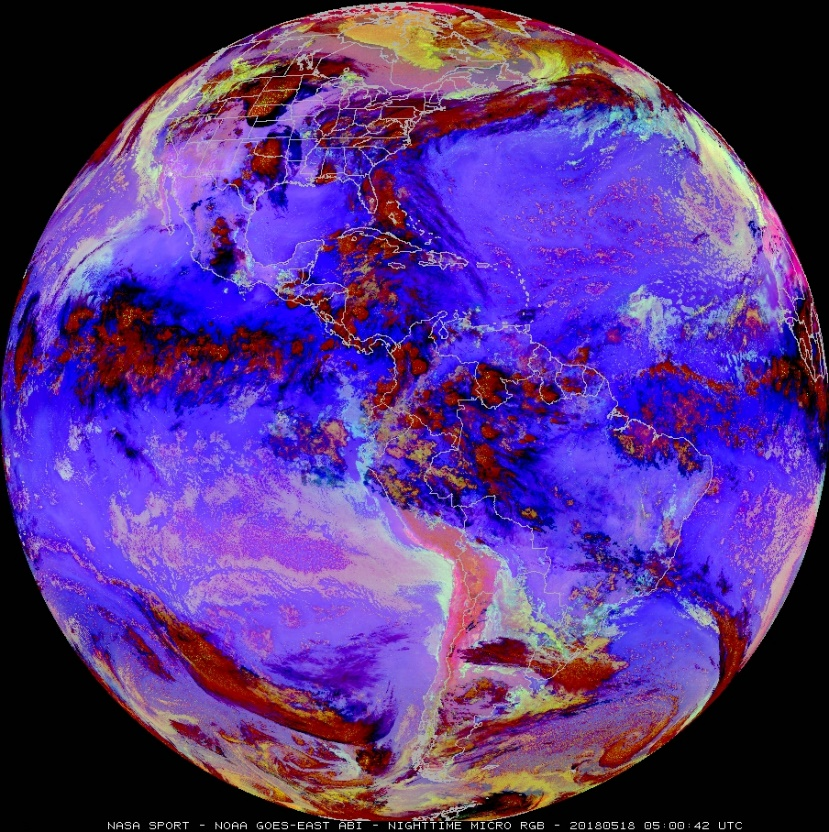 NASA SPORT - NOAA GOES-EAST ABI - NIGHTTIME MICRO RGB - 20180518 05:00:42 UTC